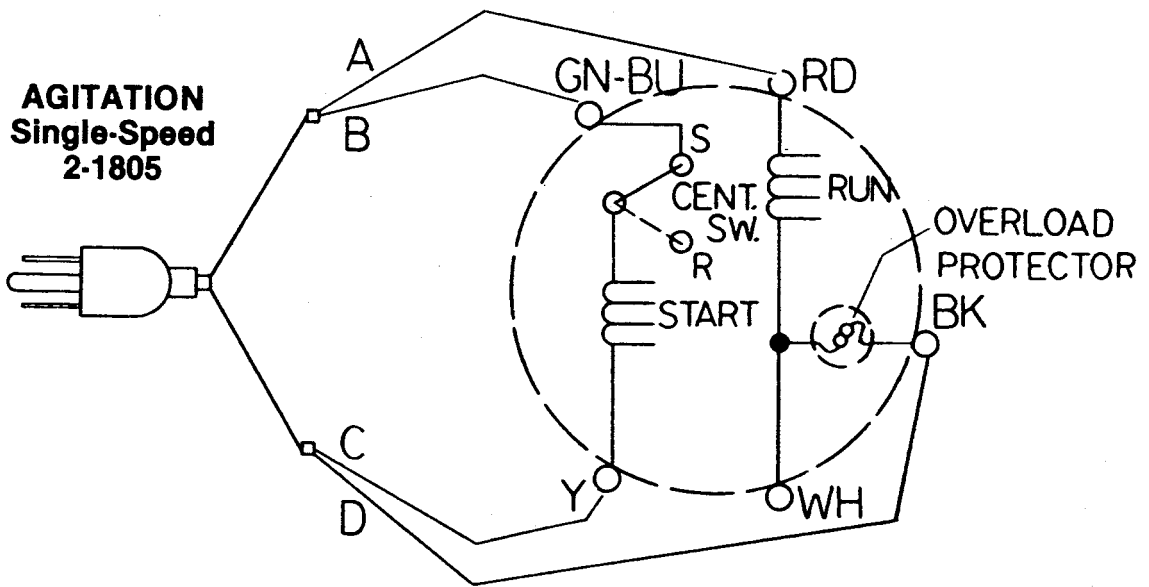 AGITATION
Single-Speed
2-1805
A
B
GN-BU
RD
S
CENT.
SW.
R
RUN
START
OVERLOAD
PROTECTOR
BK
C
D
Y
WH